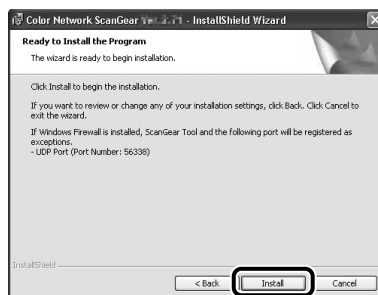 Color Network ScanGear - InstallShield Wizard
Ready to Install the Program
The wizard is ready to begin installation.
Click Install to begin the installation.
If you want to review or change any of your installation settings, click Back. Click Cancel to
exit the wizard.
If Windows Firewall is installed, ScanGear Tool and the following port will be registered as
exceptions.
- UDP Port (Port Number: 56338)
InstallShield
< Back
Install
Cancel